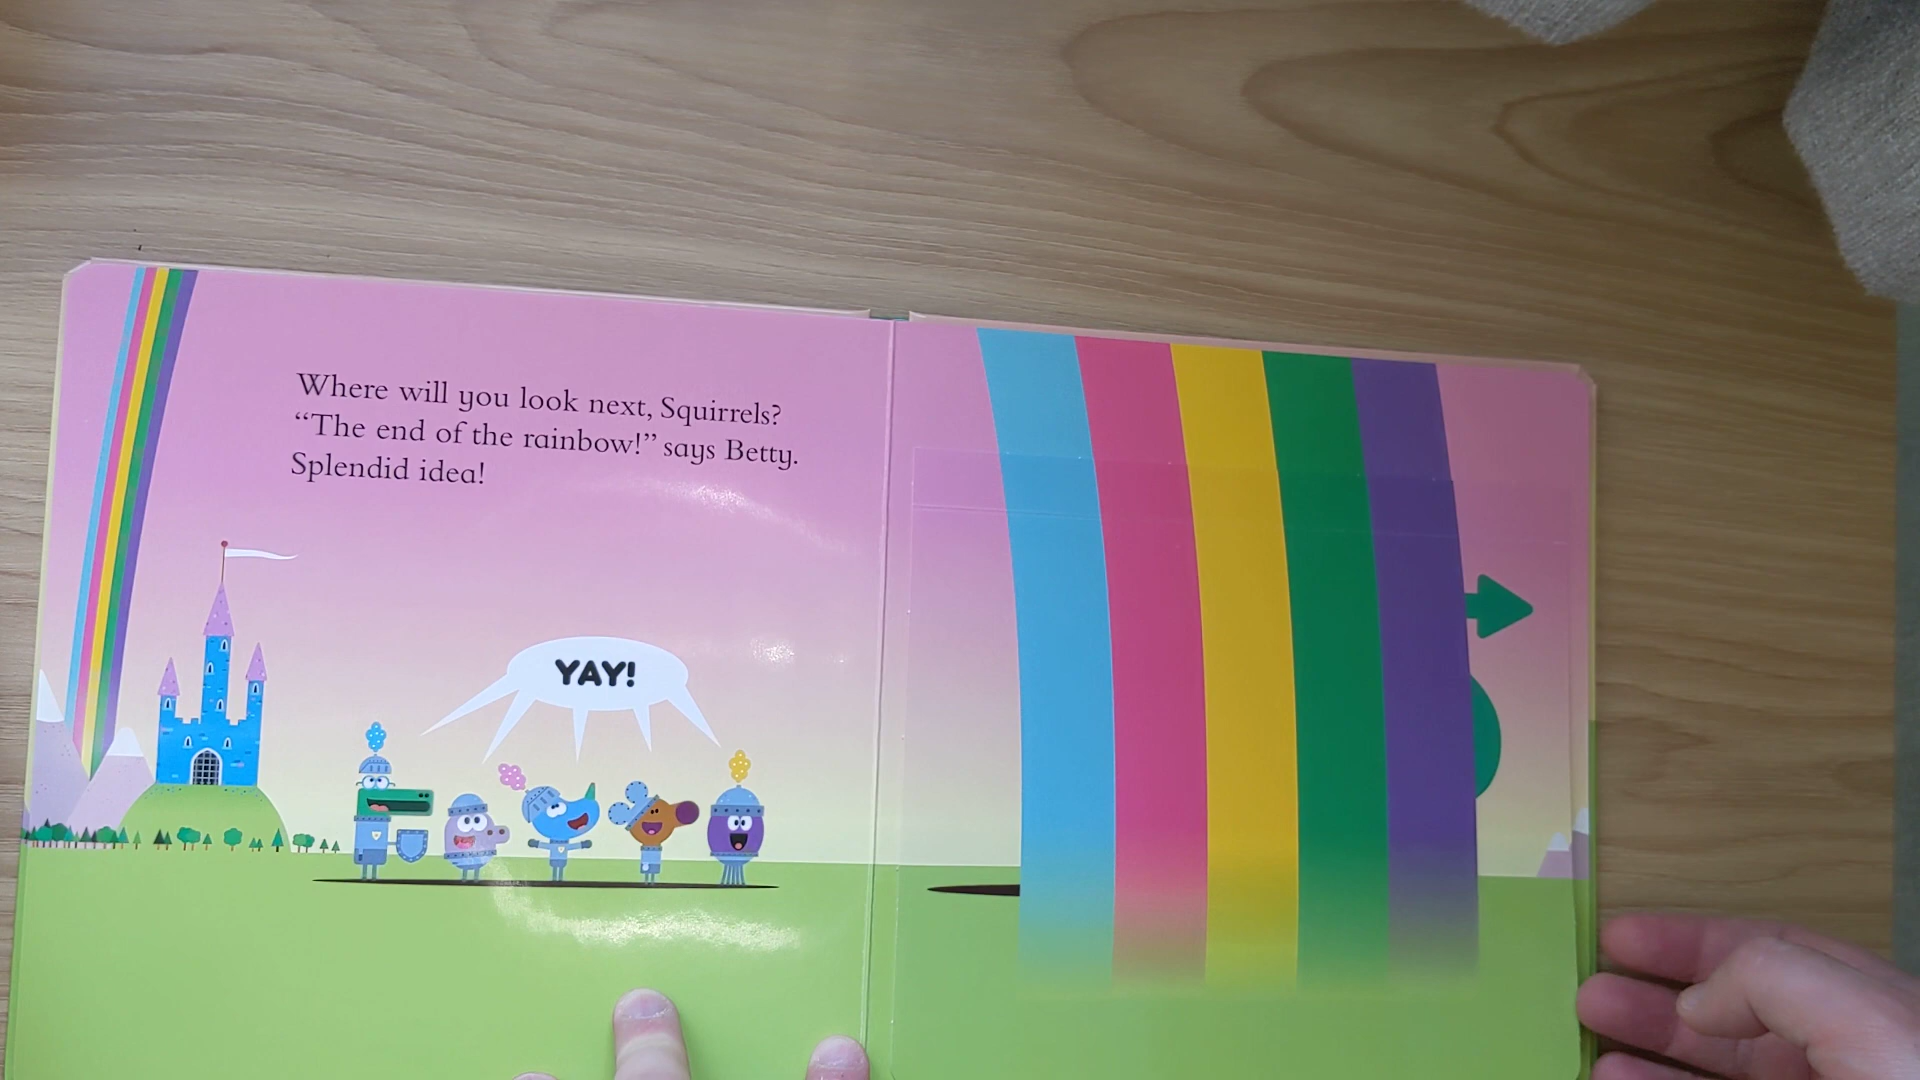 Where will you look next, Squirrels?
“The end of the rainbow!” says Betty.
Splendid idea!
YAY!